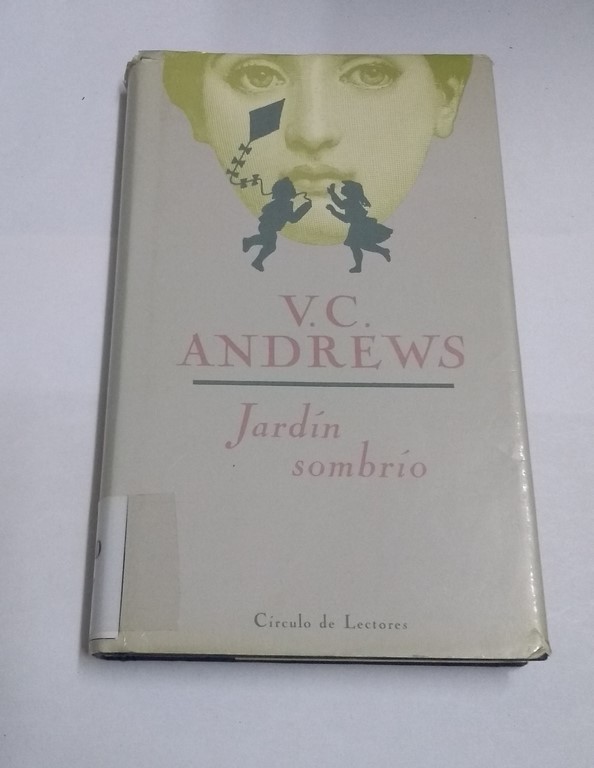 V. C.
ANDREWS
Jardín
sombrío
Círculo de Lectores